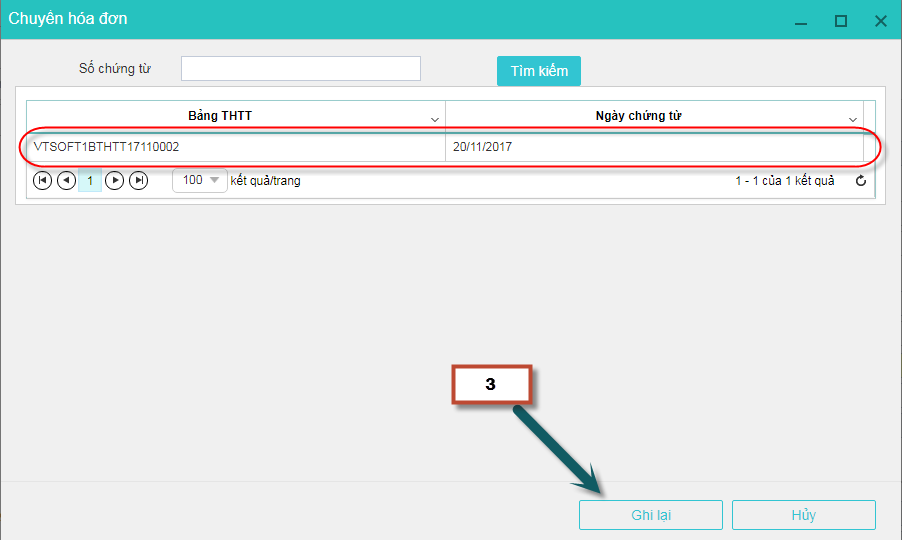 Chuyển hóa đơn
Số chứng từ
Tìm kiếm
Bảng THTT Ngày chứng từ
VTSOFT1BTHTT17110002 20/11/2017
1 100 kết quả/trang 1 - 1 của 1 kết quả
3
Ghi lại Hủy